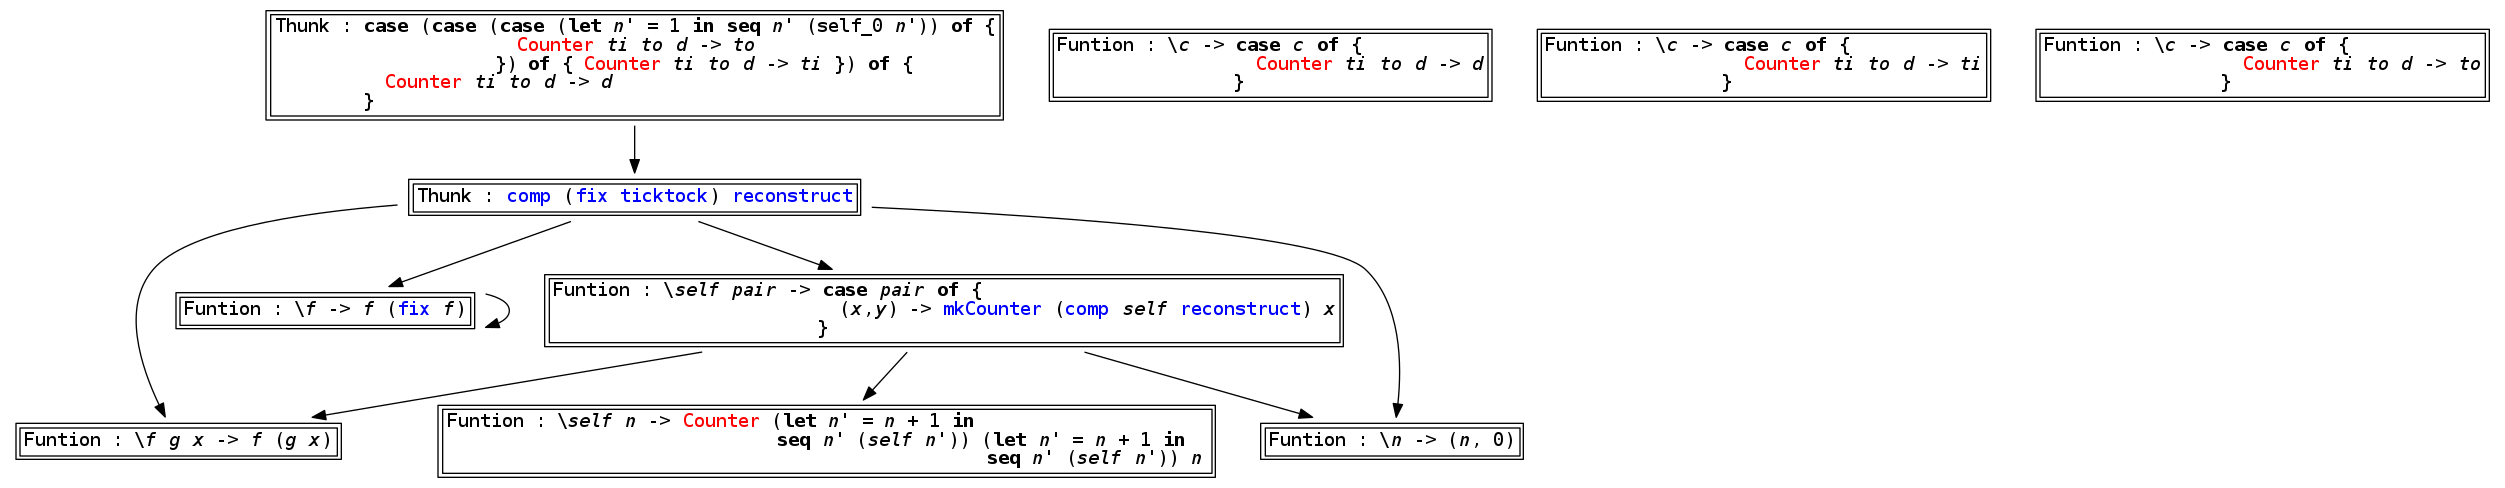 Thunk : case (case (case (let n' = 1 in seq n' (self_0 n')) of {
Counter ti to d -> to
}) of { Counter ti to d -> ti }) of {
Counter ti to d -> d
}
Funtion : \c -> case c of {
Counter ti to d -> d
}
Funtion : \c -> case c of {
Counter ti to d -> ti
}
Funtion : \c -> case c of {
Counter ti to d -> to
}
Thunk : comp (fix ticktock) reconstruct
Funtion : \f -> f (fix f)
Funtion : \self pair -> case pair of {
(x,y) -> mkCounter (comp self reconstruct) x
}
Funtion : \f g x -> f (g x)
Funtion : \self n -> Counter (let n' = n + 1 in
seq n' (self n')) (let n' = n + 1 in
seq n' (self n')) n
Funtion : \n -> (n, 0)